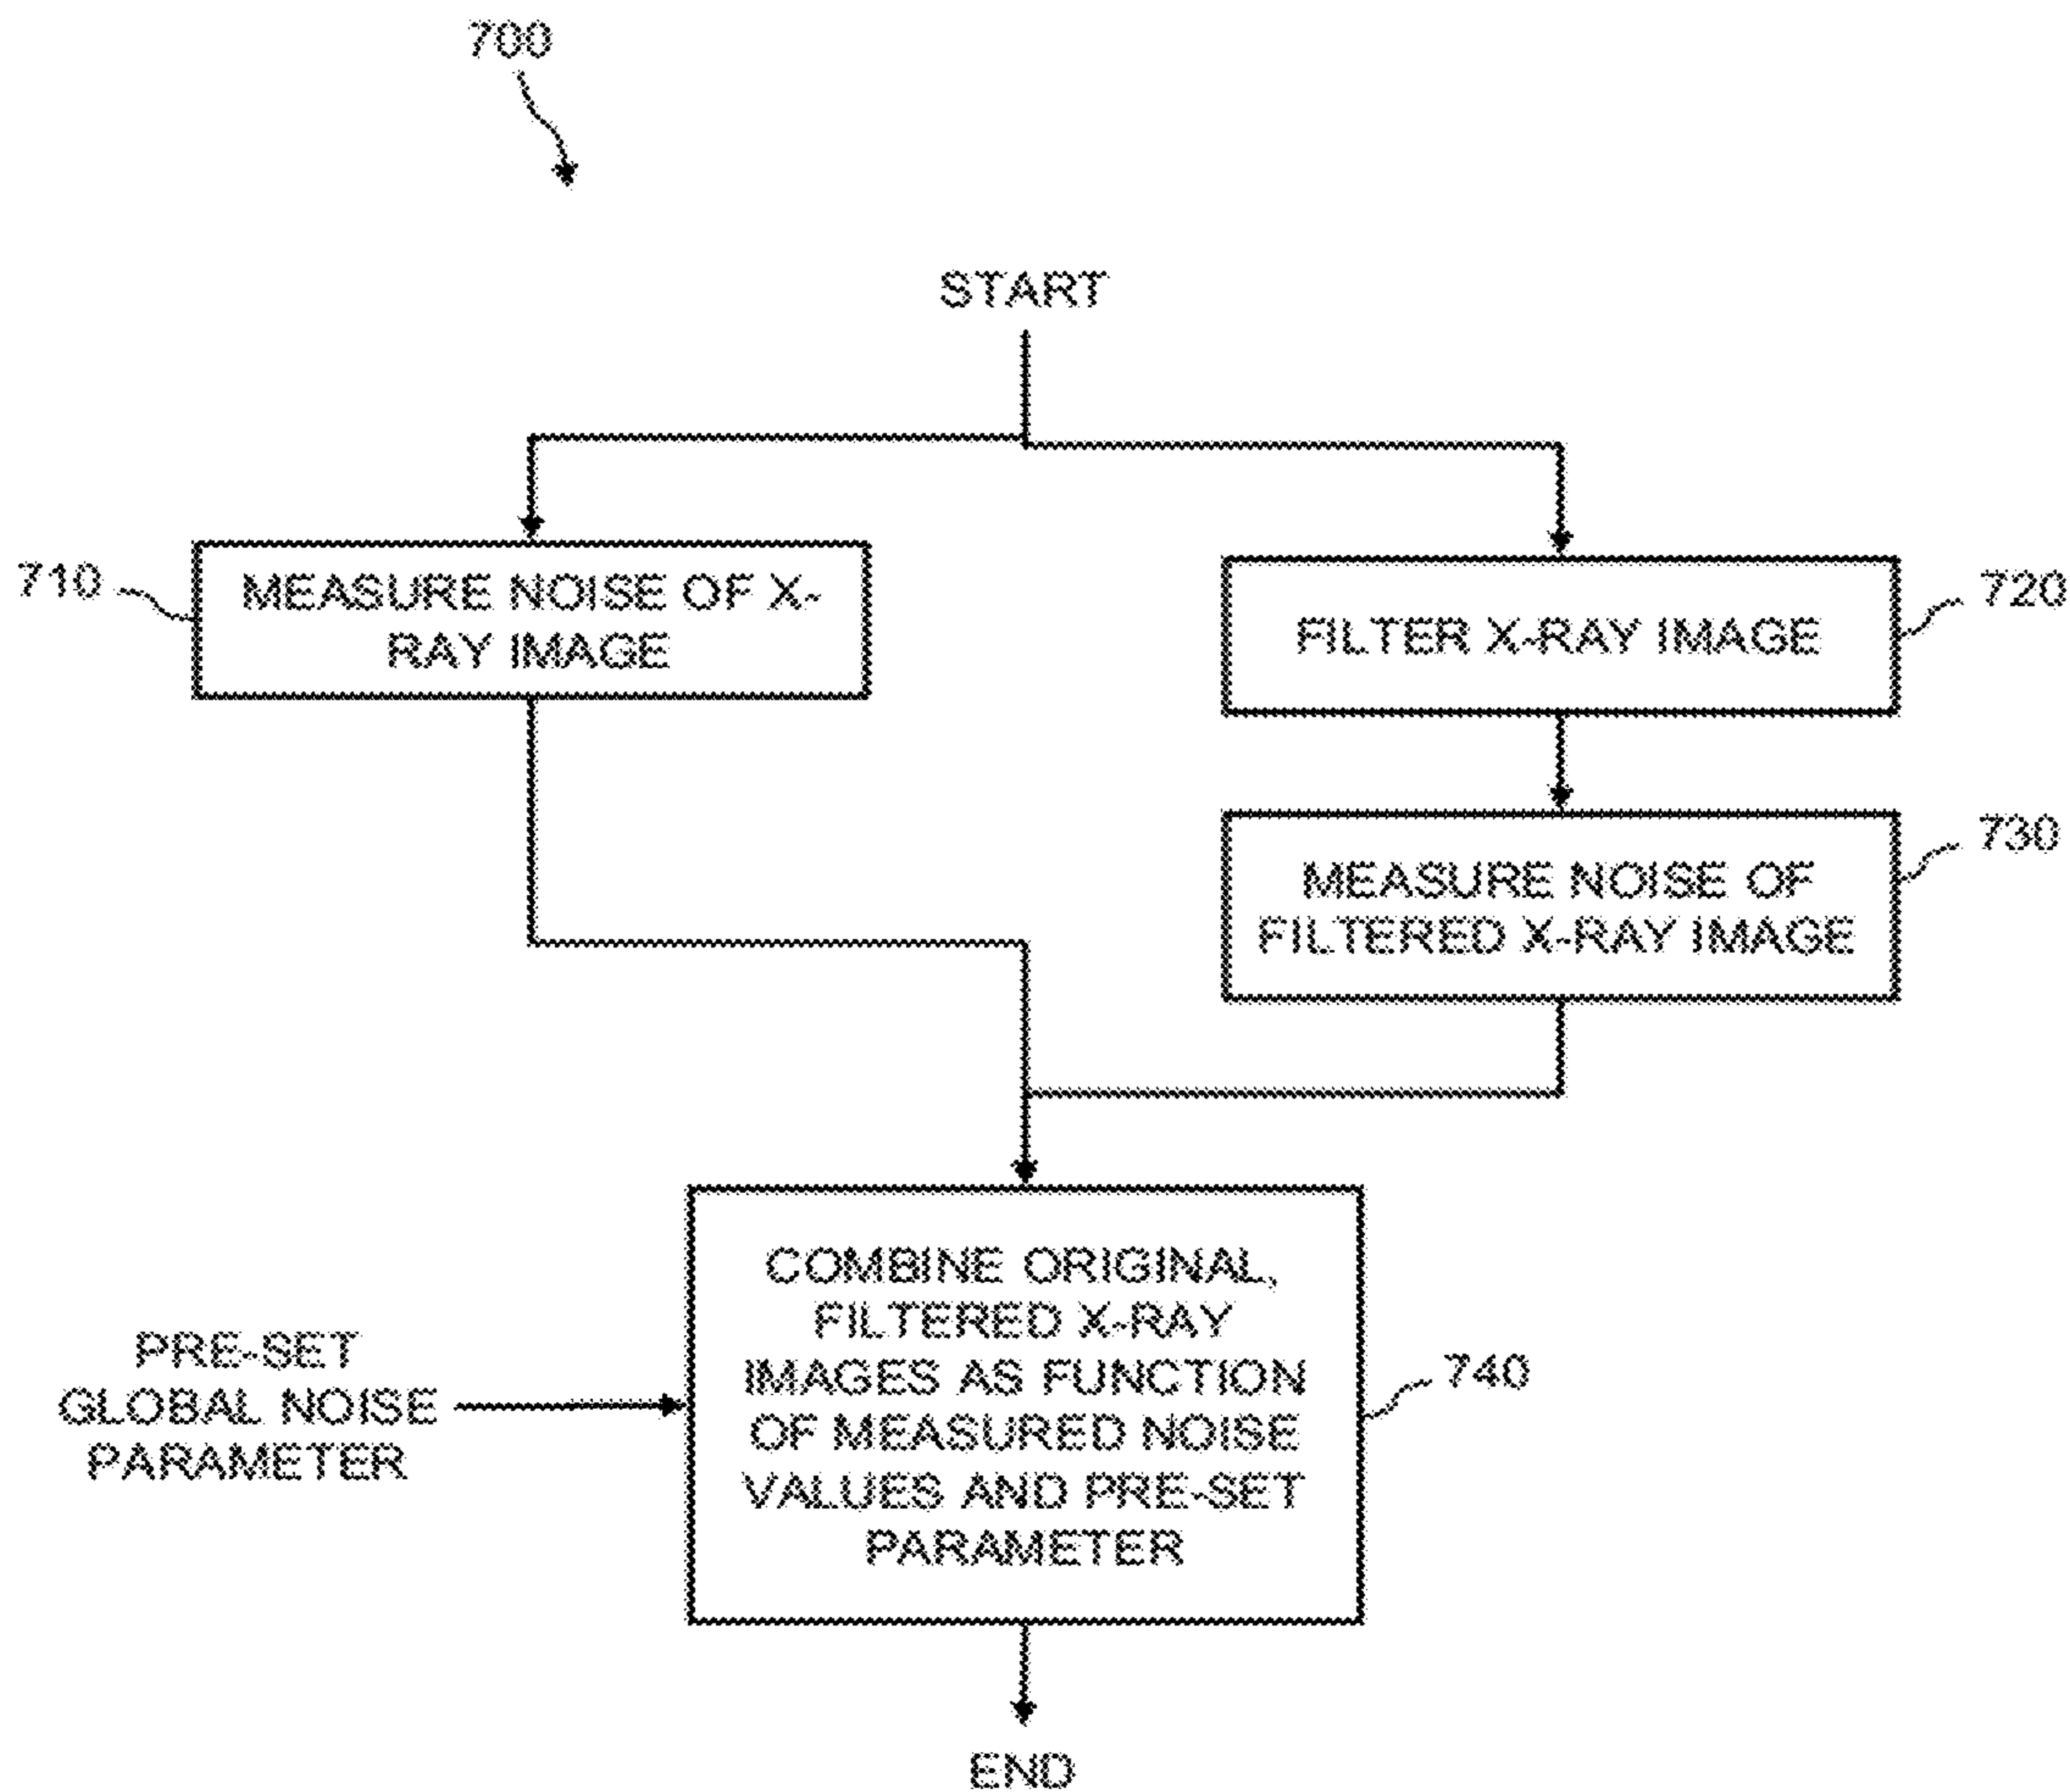 700
START
710
MEASURE NOISE OF X-
RAY IMAGE
FILTER X-RAY IMAGE
720
MEASURE NOISE OF
FILTERED X-RAY IMAGE
730
PRE-SET
GLOBAL NOISE
PARAMETER
COMBINE ORIGINAL,
FILTERED X-RAY
IMAGES AS FUNCTION
OF MEASURED NOISE
VALUES AND PRE-SET
PARAMETER
740
END